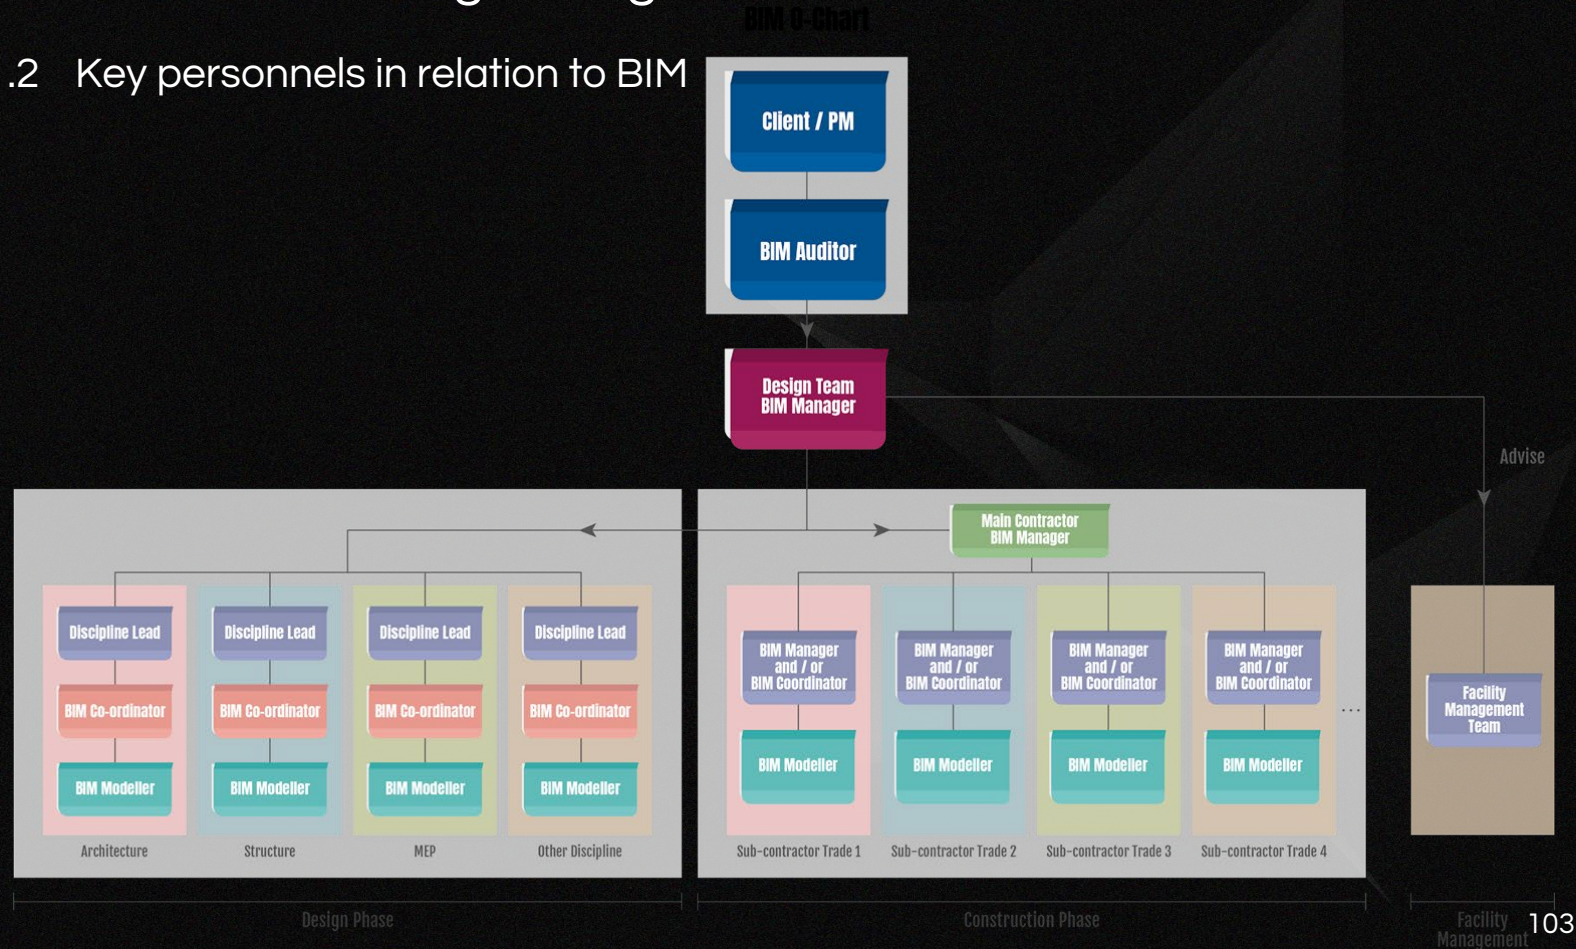 BIM O-Chart
.2 Key personnels in relation to BIM
Client / PM
BIM Auditor
Design Team
BIM Manager
Advise
Main Contractor
BIM Manager
Discipline Lead
BIM Co-ordinator
BIM Modeller
Architecture
Discipline Lead
BIM Co-ordinator
BIM Modeller
Structure
Discipline Lead
BIM Co-ordinator
BIM Modeller
MEP
Discipline Lead
BIM Co-ordinator
BIM Modeller
Other Discipline
Design Phase
BIM Manager
and / or
BIM Coordinator
BIM Modeller
Sub-contractor Trade 1
BIM Manager
and / or
BIM Coordinator
BIM Modeller
Sub-contractor Trade 2
BIM Manager
and / or
BIM Coordinator
BIM Modeller
Sub-contractor Trade 3
BIM Manager
and / or
BIM Coordinator
BIM Modeller
Sub-contractor Trade 4
...
Construction Phase
Facility
Management
Team
Facility
Management
103